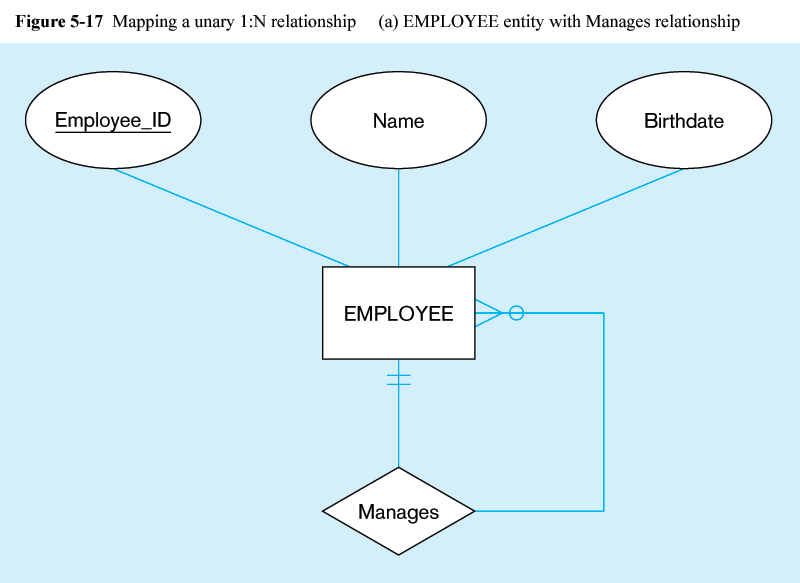 Figure 5-17 Mapping a unary 1:N relationship (a) EMPLOYEE entity with Manages relationship
Employee_ID
Name
Birthdate
EMPLOYEE
Manages